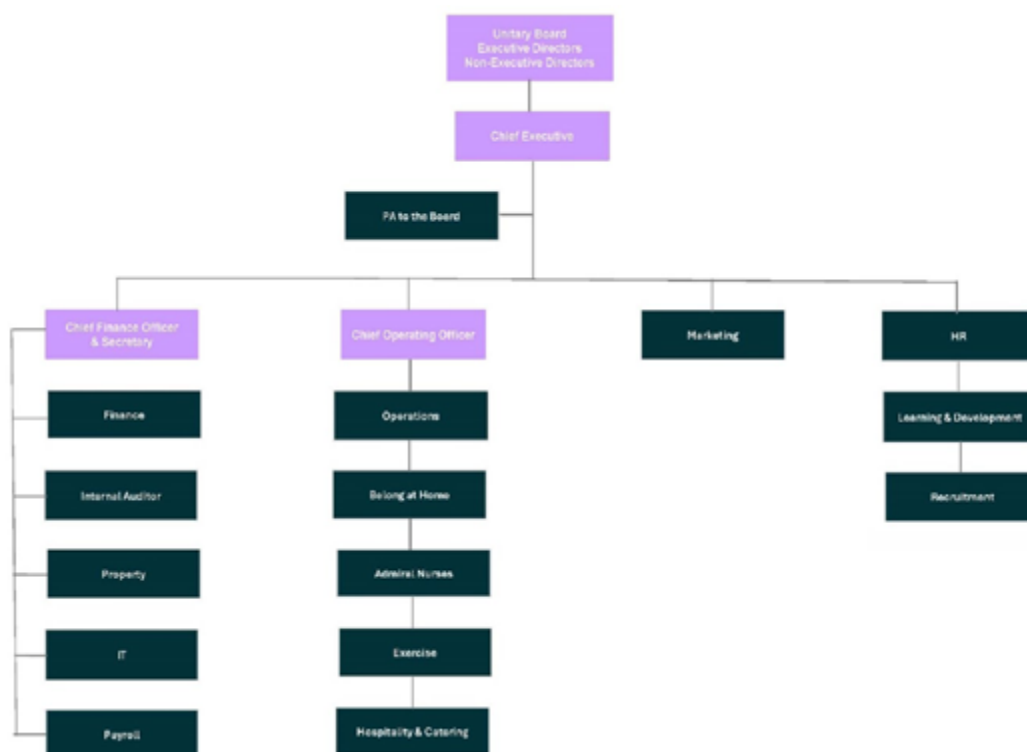 Unitary Board
Executive Directors
Non-Executive Directors
Chief Executive
PA to the Board
Chief Finance Officer
& Secretary
Chief Operating Officer
Marketing
HR
Finance
Operations
Learning & Development
Internal Auditor
Belong at Home
Recruitment
Property
Admiral Nurses
IT
Exercise
Payroll
Hospitality & Catering